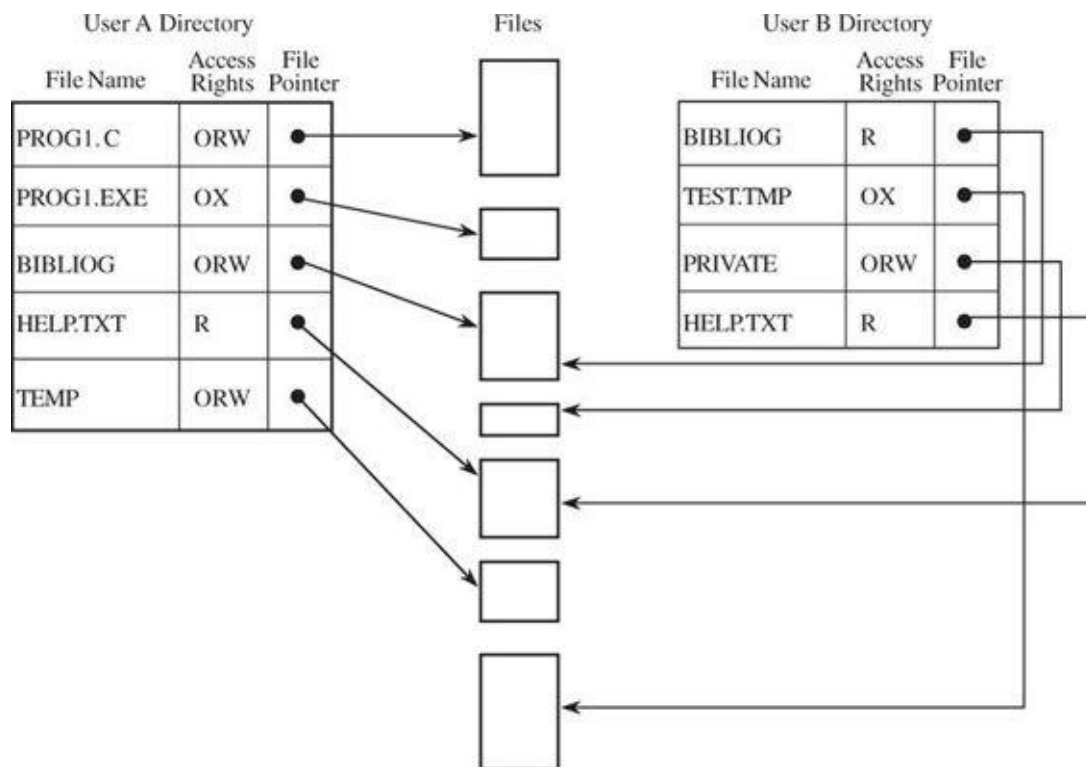 User A Directory
Files
User B Directory
File Name Access Rights File Pointer
PROG1.C ORW
PROG1.EXE OX
BIBLIOG ORW
HELP.TXT R
TEMP ORW
File Name Access Rights File Pointer
BIBLIOG R
TEST.TMP OX
PRIVATE ORW
HELP.TXT R